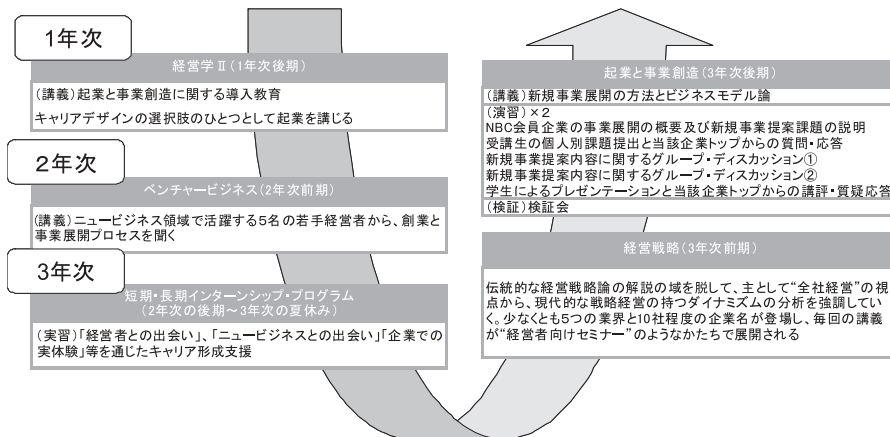 1年次
経営学Ⅱ(1年次後期)
(講義)起業と事業創造に関する導入教育
キャリアデザインの選択肢のひとつとして起業を講じる
2年次
ベンチャービジネス(2年次前期)
(講義)ニュービジネス領域で活躍する5名の若手経営者から、創業と
事業展開プロセスを聞く
3年次
短期・長期インターンシップ・プログラム
(2年次の後期～3年次の夏休み)
(実習)「経営者との出会い」、「ニュービジネスとの出会い」「企業での
実体験」等を通じたキャリア形成支援
起業と事業創造(3年次後期)
(講義)新規事業展開の方法とビジネスモデル論
(演習)×2
NBC会員企業の事業展開の概要及び新規事業提案課題の説明
受講生の個人別課題提出と当該企業トップからの質問・応答
新規事業提案内容に関するグループ・ディスカッション①
新規事業提案内容に関するグループ・ディスカッション②
学生によるプレゼンテーションと当該企業トップからの講評・質疑応答
(検証)検証会
経営戦略(3年次前期)
伝統的な経営戦略論の解説の域を脱して、主として“全社経営”の視
点から、現代的な戦略経営の持つダイナミズムの分析を強調してい
く。少なくとも5つの業界と10社程度の企業名が登場し、毎回の講義
が“経営者向けセミナー”のようなかたちで展開される